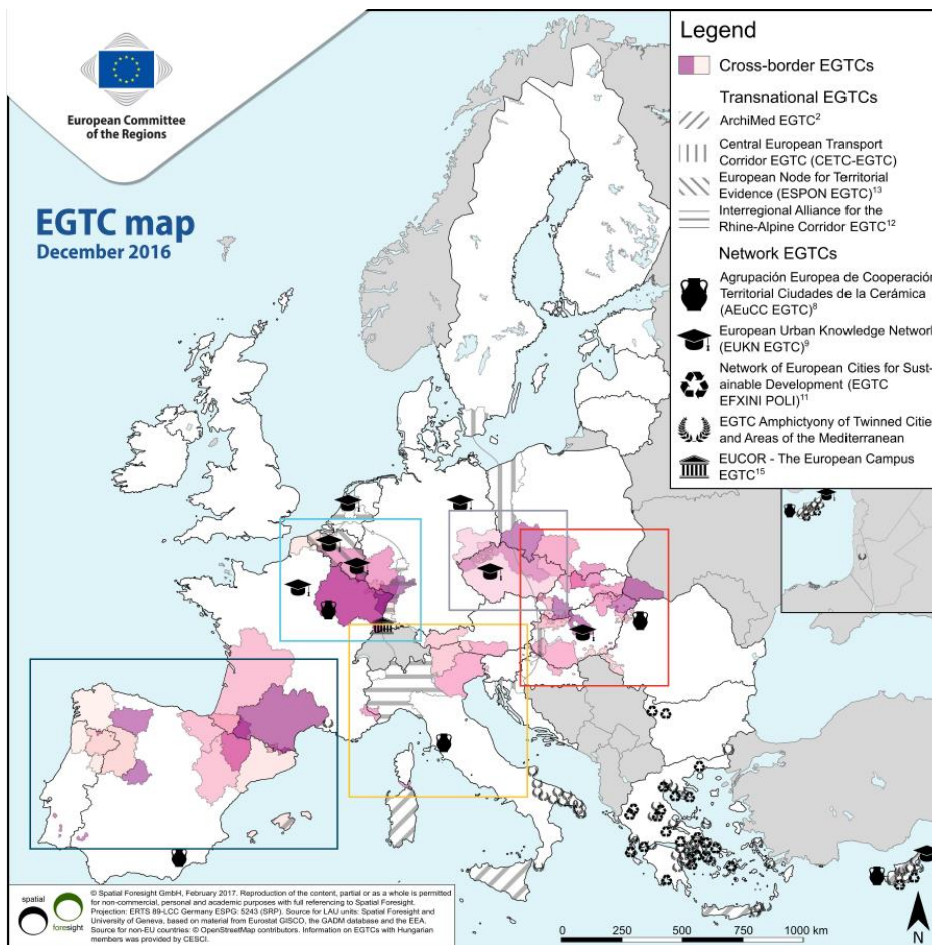 European Committee
of the Regions
EGTC map
December 2016
Legend
Cross-border EGTCs
Transnational EGTCs
ArchiMed EGTC²
Central European Transport
Corridor EGTC (CETC-EGTC)
European Node for Territorial
Evidence (ESPON EGTC)¹³
Interregional Alliance for the
Rhine-Alpine Corridor EGTC¹²
Network EGTCs
Agrupación Europea de Cooperación
Territorial Ciudades de la Cerámica
(AEuCC EGTC)⁸
European Urban Knowledge Network
(EUKN EGTC)⁹
Network of European Cities for Sust-
ainable Development (EGTC
EFXINI POLI)¹¹
EGTC Amphictyony of Twinned Cities
and Areas of the Mediterranean
EUCOR - The European Campus
EGTC¹⁵
spatial
foresight
© Spatial Foresight GmbH, February 2017. Reproduction of the content, partial or as a whole is permitted
for non-commercial, personal and academic purposes with full referencing to Spatial Foresight.
Projection: ERTS 89-LCC Germany ESPG: 5243 (SRP). Source for LAU units: Spatial Foresight and
University of Geneva, based on material from Eurostat GISCO, the GADM database and the EEA.
Source for non-EU countries: © OpenStreetMap contributors. Information on EGTCs with Hungarian
members was provided by CESCI.
0 250 500 750 1000 km
N